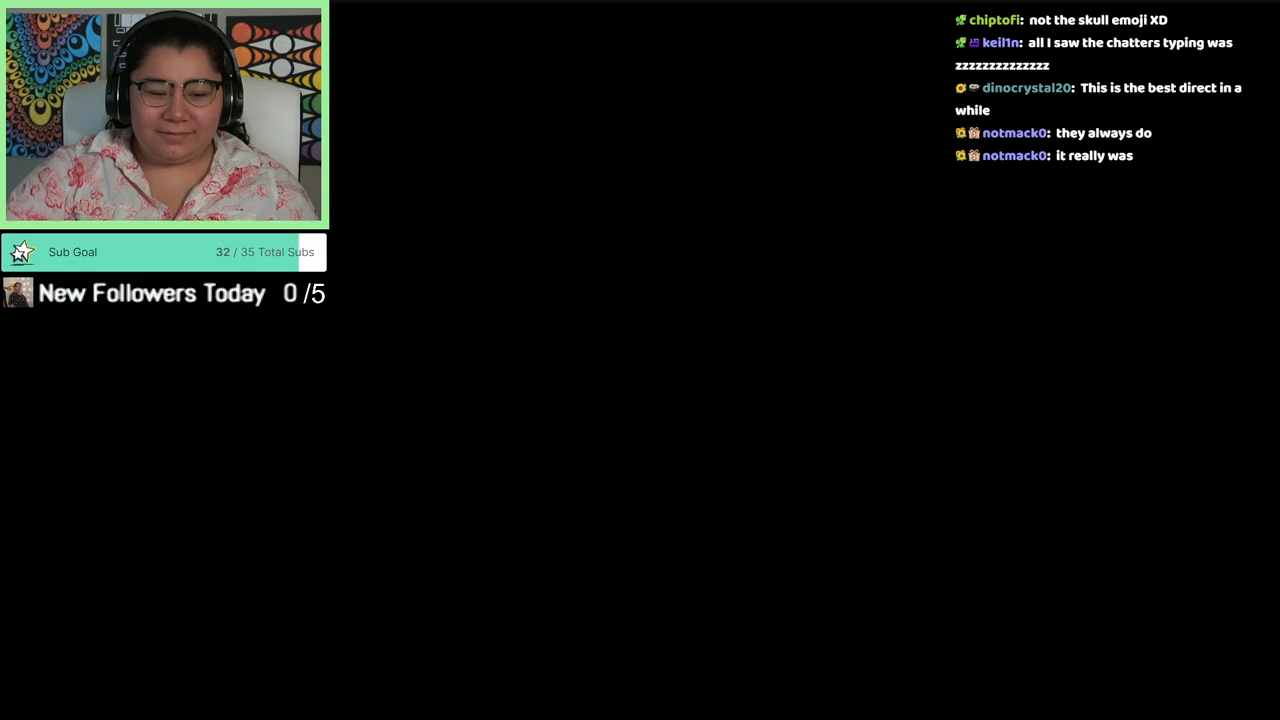 chiptofi: not the skull emoji XD
keil1n: all I saw the chatters typing was
zzzzzzzzzzzzzz
dinocrystal20: This is the best direct in a
while
notmack0: they always do
notmack0: it really was
Sub Goal 32 / 35 Total Subs
New Followers Today 0 /5